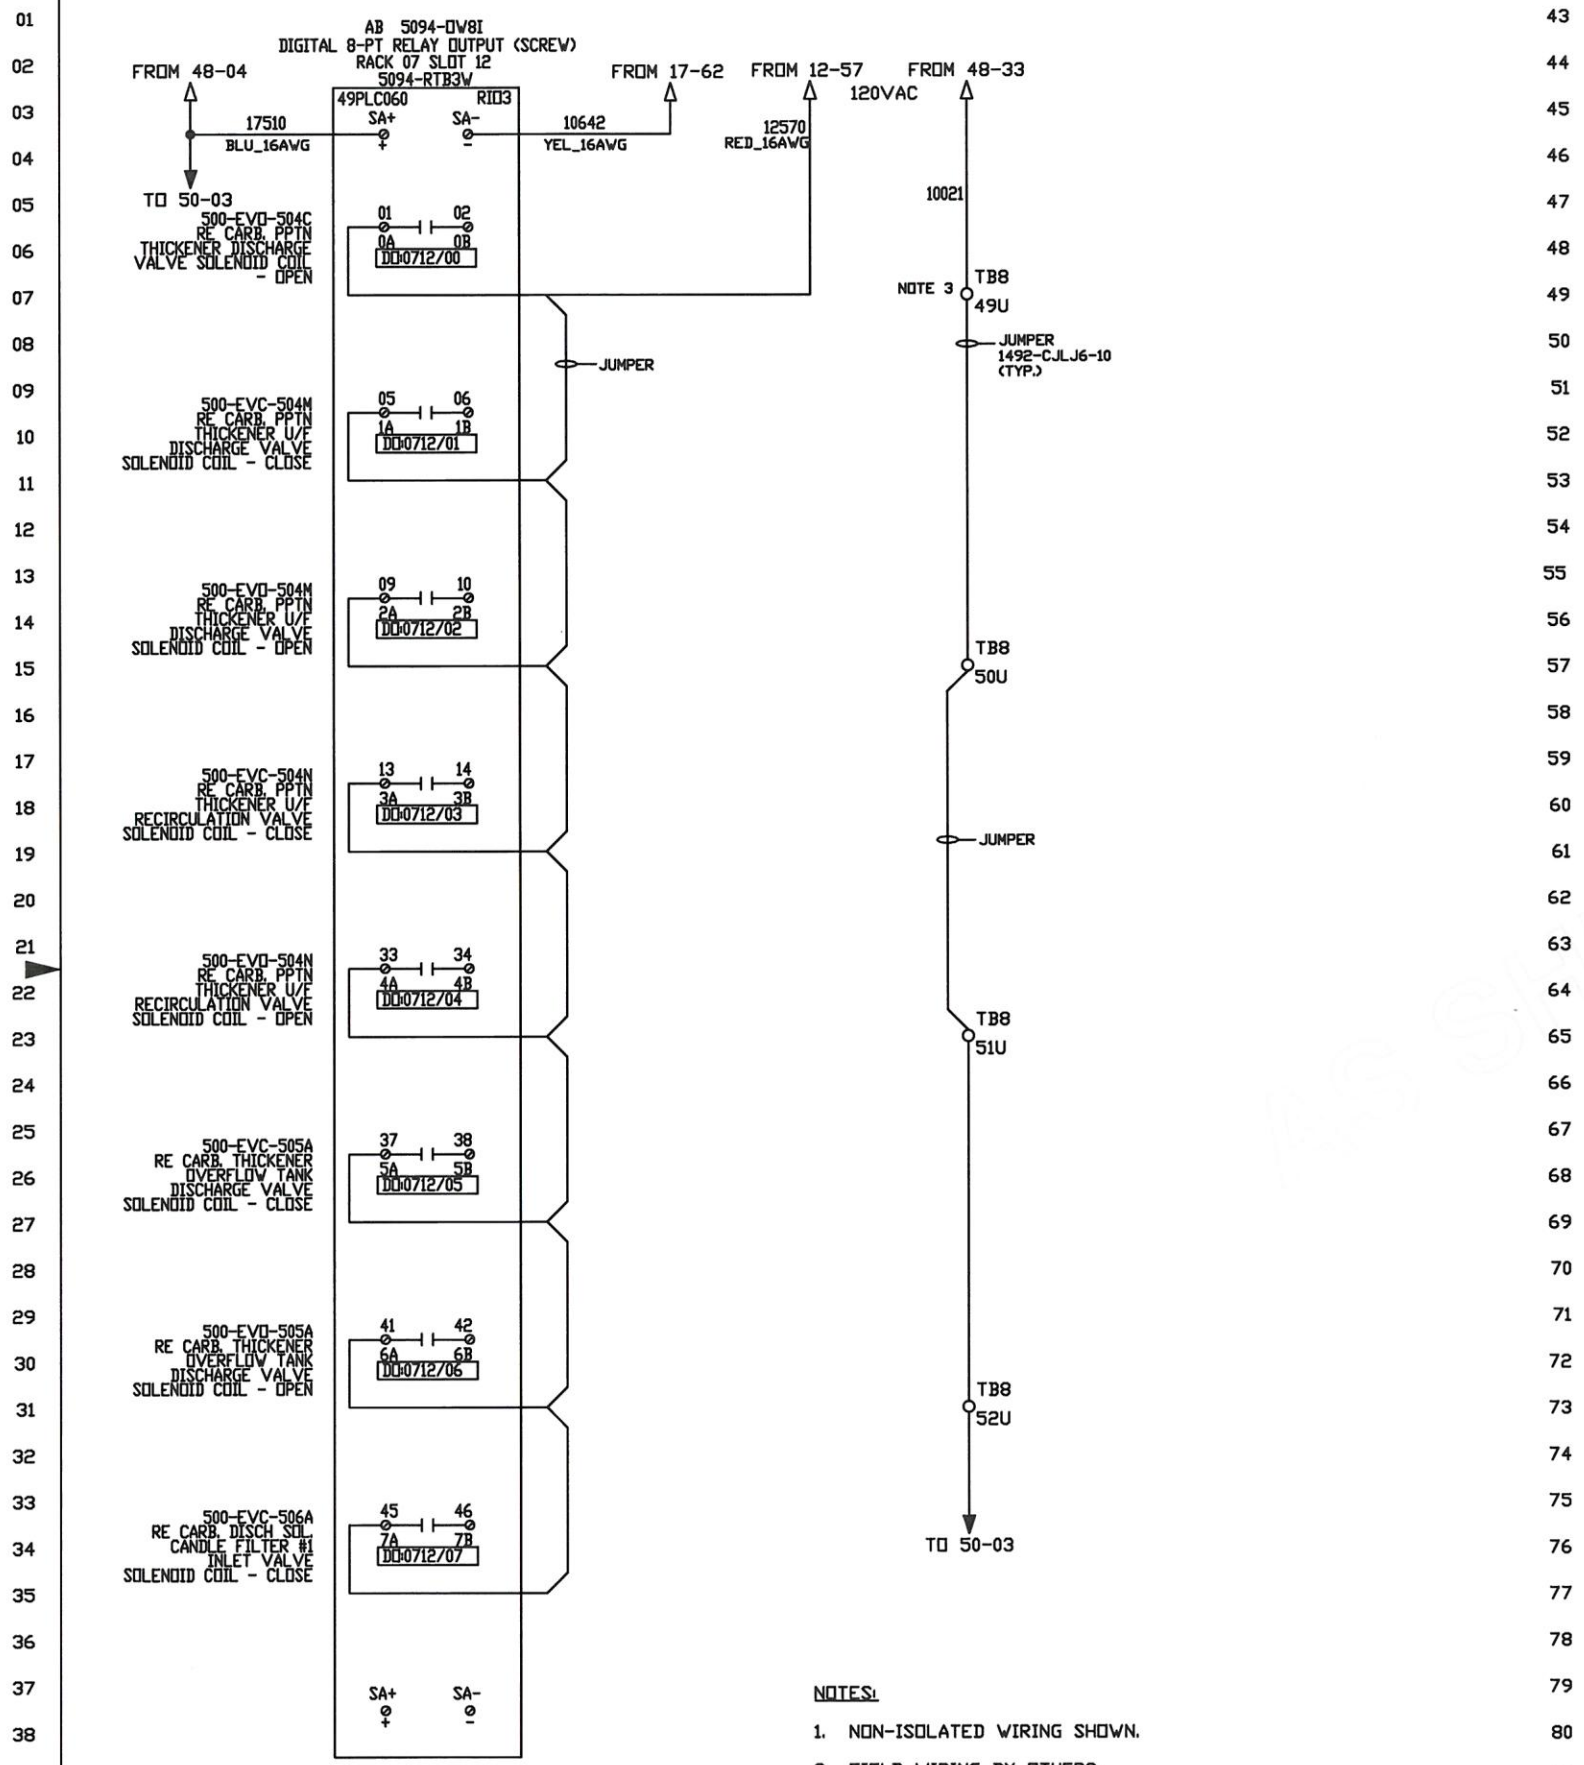 01
02
03
04
05
06
07
08
09
10
11
12
13
14
15
16
17
18
19
20
21
22
23
24
25
26
27
28
29
30
31
32
33
34
35
36
37
38
AB 5094-OW8I
DIGITAL 8-PT RELAY OUTPUT (SCREW)
RACK 07 SLOT 12
5094-RTB3W
FROM 48-04
49PLC060 RIO3
SA+ SA-
+ -
17510
BLU_16AWG
TO 50-03
10642
YEL_16AWG
FROM 17-62
FROM 12-57
12570
RED_16AWG
500-EVO-504C
RE CARB. PPTN
THICKENER DISCHARGE
VALVE SOLENOID COIL
- OPEN
01 02
0A 0B
DO:0712/00
JUMPER
500-EVC-504M
RE CARB. PPTN
THICKENER U/F
DISCHARGE VALVE
SOLENOID COIL - CLOSE
05 06
1A 1B
DO:0712/01
500-EVO-504M
RE CARB. PPTN
THICKENER U/F
DISCHARGE VALVE
SOLENOID COIL - OPEN
09 10
2A 2B
DO:0712/02
500-EVC-504N
RE CARB. PPTN
THICKENER U/F
RECIRCULATION VALVE
SOLENOID COIL - CLOSE
13 14
3A 3B
DO:0712/03
500-EVO-504N
RE CARB. PPTN
THICKENER U/F
RECIRCULATION VALVE
SOLENOID COIL - OPEN
33 34
4A 4B
DO:0712/04
500-EVC-505A
RE CARB. THICKENER
OVERFLOW TANK
DISCHARGE VALVE
SOLENOID COIL - CLOSE
37 38
5A 5B
DO:0712/05
500-EVO-505A
RE CARB. THICKENER
OVERFLOW TANK
DISCHARGE VALVE
SOLENOID COIL - OPEN
41 42
6A 6B
DO:0712/06
500-EVC-506A
RE CARB. DISCH SOL.
CANDLE FILTER #1
INLET VALVE
SOLENOID COIL - CLOSE
45 46
7A 7B
DO:0712/07
SA+ SA-
+ -
FROM 48-33
120VAC
10021
NOTE 3
TB8
49U
JUMPER
1492-CJLJ6-10
(TYP.)
TB8
50U
JUMPER
TB8
51U
TB8
52U
TO 50-03
NOTES:
1. NON-ISOLATED WIRING SHOWN.
43
44
45
46
47
48
49
50
51
52
53
54
55
56
57
58
59
60
61
62
63
64
65
66
67
68
69
70
71
72
73
74
75
76
77
78
79
80